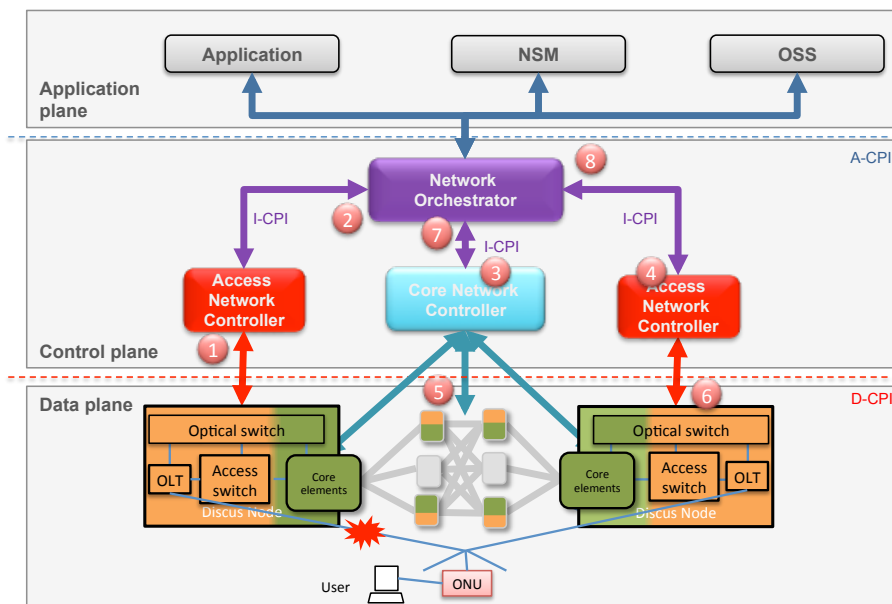 Application
NSM
OSS
Application
plane
A-CPI
8
Network
Orchestrator
2
7
I-CPI
I-CPI
I-CPI
3
4
Access
Network
Controller
Core Network
Controller
Access
Network
Controller
1
Control plane
Data plane
5
6
D-CPI
Optical switch
OLT
Access
switch
Core
elements
Discus Node
Optical switch
Core
elements
Access
switch
OLT
Discus Node
User
ONU